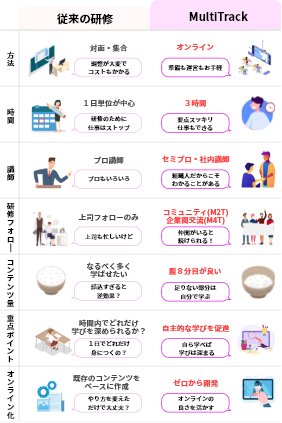 従来の研修
MultiTrack
方法
対面・集合
調整が大変で
コストもかかる
オンライン
準備も運営もお手軽
時間
1日単位が中心
研修のために
仕事はストップ
3時間
要点スッキリ
仕事もできる
講師
プロ講師
プロもいろいろ
セミプロ・社内講師
組織人だからこそ
わかることがある
研修フォロー
上司フォローのみ
上司も忙しいけど
コミュニティ(M2T)
企業間交流(M4T)
仲間がいると
続けられる!
コンテンツ量
なるべく多く
学ばせたい
詰込すぎると
逆効果?
腹8分目が良い
足りない部分は
自分で学ぶ
重点ポイント
時間内でどれだけ
学びを深められるか?
1日でどれだけ
身につくの?
自主的な学びを促進
自ら学べば
学びは深まる
オンライン化
既存のコンテンツを
ベースに作成
やり方を変えた
だけで大丈夫?
ゼロから開発
オンラインの
良さを活かす